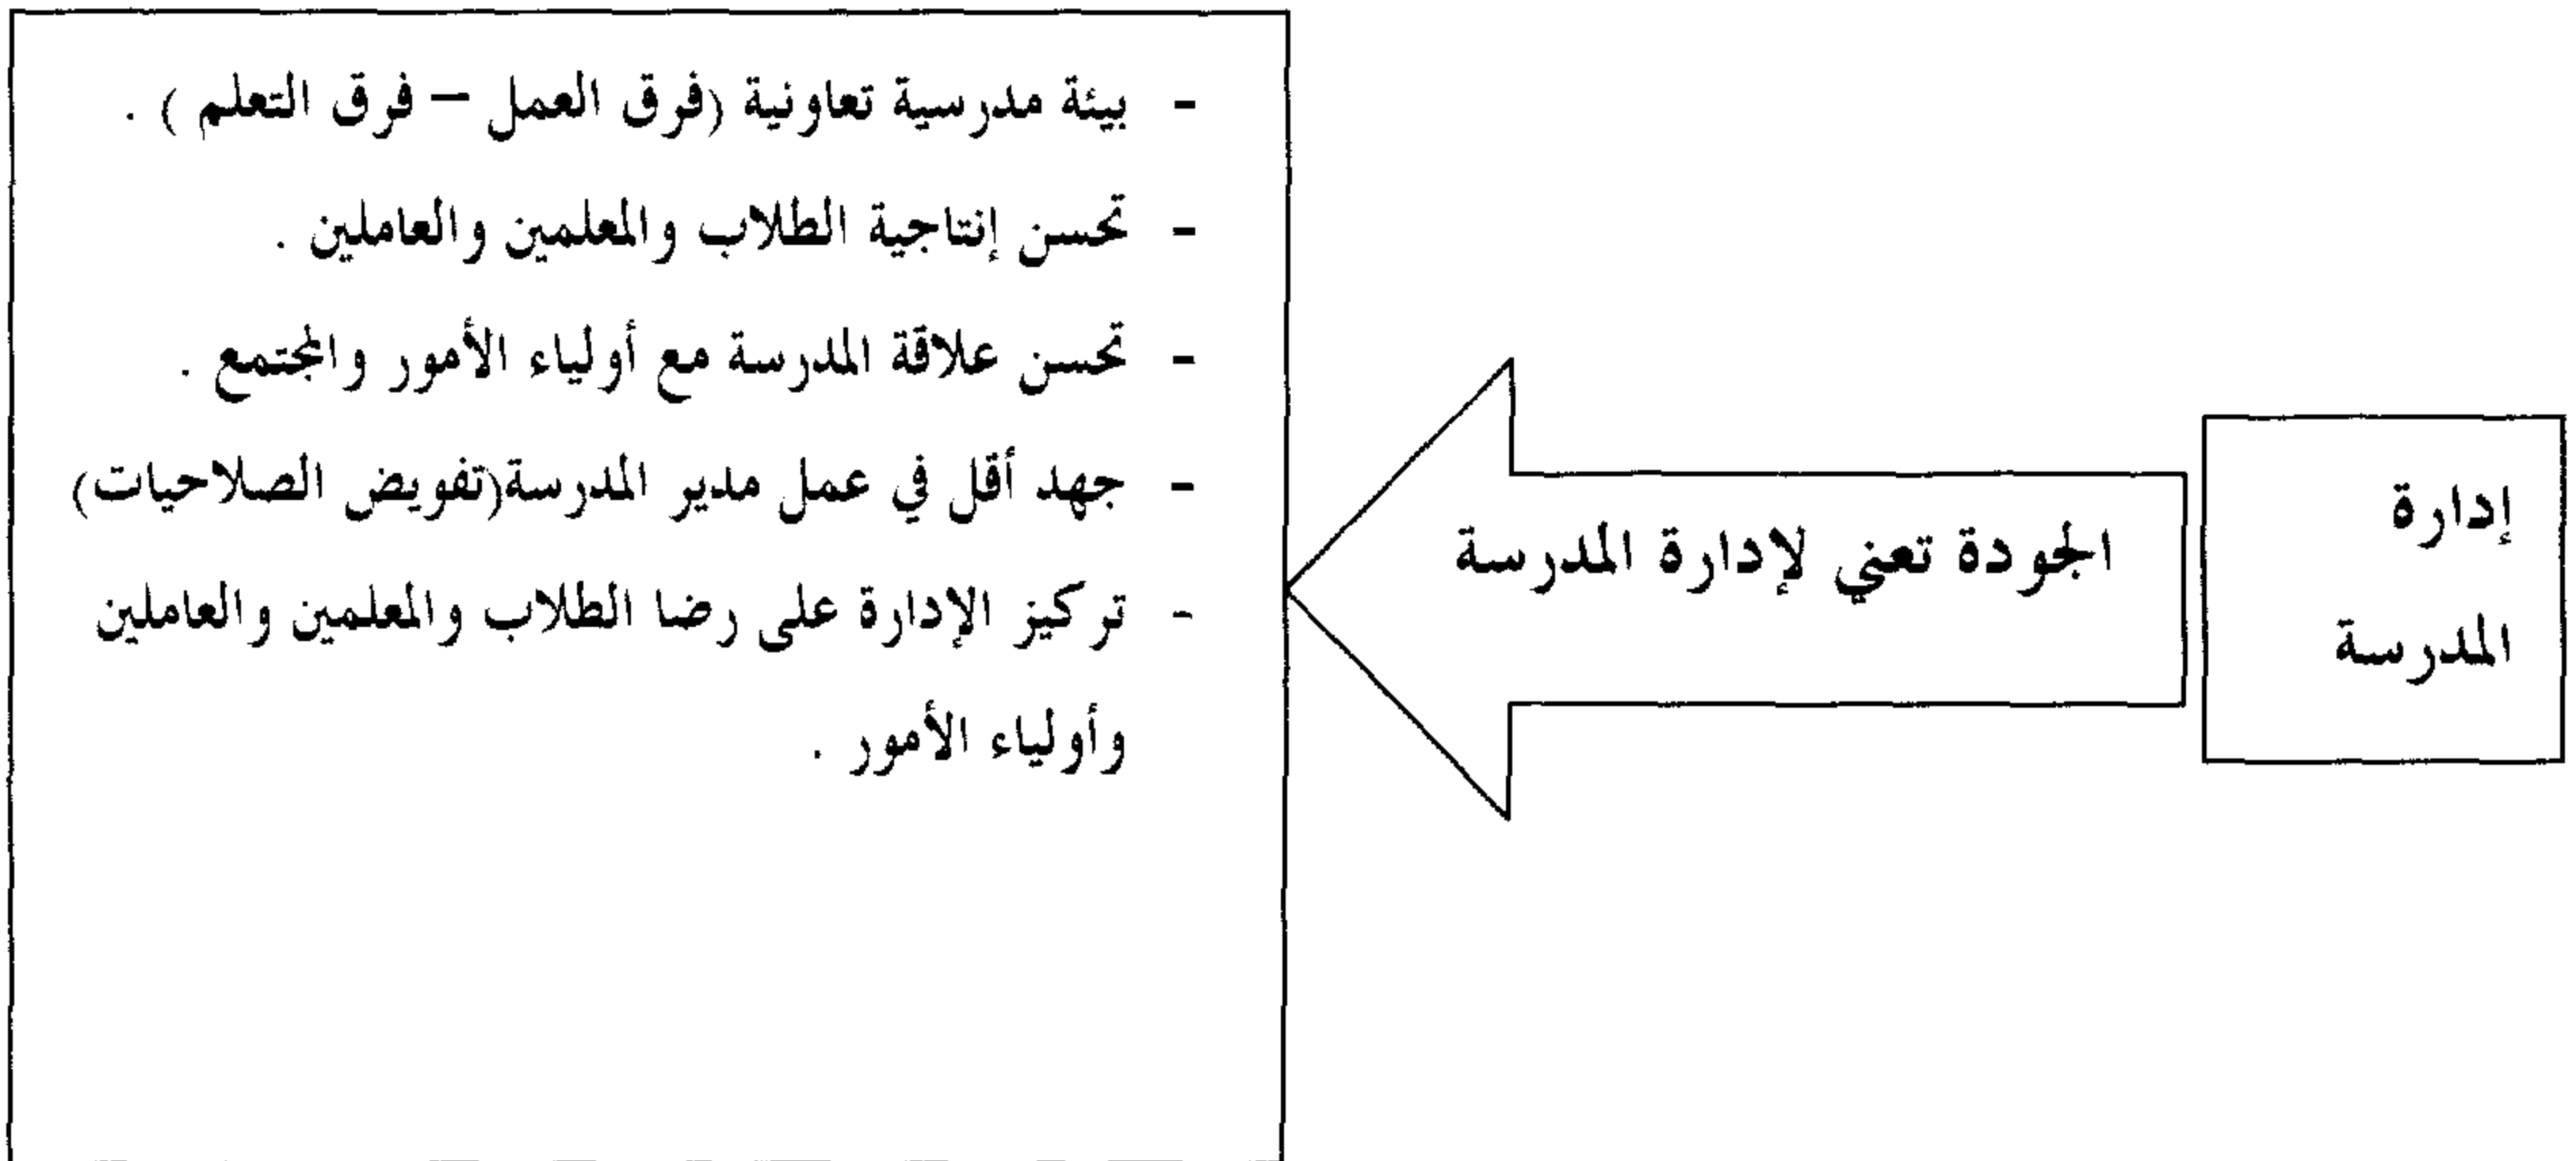 إدارة
المدرسة
الجودة تعني لإدارة المدرسة
- بيئة مدرسية تعاونية (فرق العمل – فرق التعلم ) .
- تحسن إنتاجية الطلاب والمعلمين والعاملين .
- تحسن علاقة المدرسة مع أولياء الأمور والمجتمع .
- جهد أقل في عمل مدير المدرسة(تفويض الصلاحيات)
- تركيز الإدارة على رضا الطلاب والمعلمين والعاملين
وأولياء الأمور .